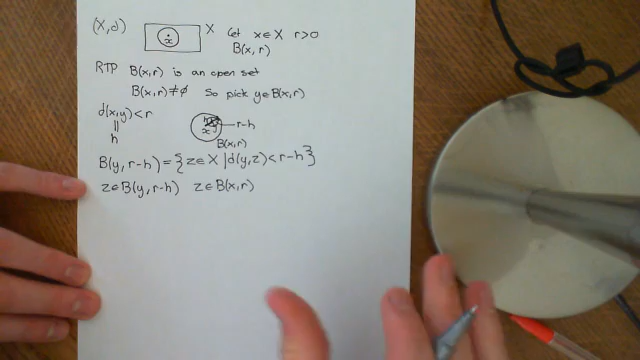 (X,d) x X Let x∈X r>0
B(x,r)
RTP B(x,r) is an open set
B(x,r)≠∅ So pick y∈B(x,r)
d(x,y)<r
||
h
x r-h
B(x,r)
B(y,r-h)={z∈X|d(y,z)<r-h}
z∈B(y,r-h) z∈B(x,r)